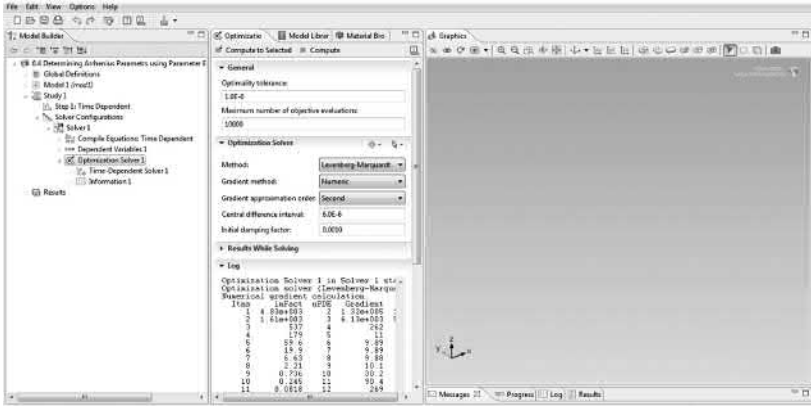 File Edit View Options Help
Model Builder
0.4 Determining Arrhenius Parameters using Parameter E
Global Definitions
Model 1 (mod1)
Study 1
Step 1: Time Dependent
Solver Configurations
Solver 1
Compile Equations: Time Dependent
Dependent Variables 1
Optimization Solver 1
Time-Dependent Solver 1
Information 1
Results
Optimizatio Model Librar Material Bro
Compute to Selected Compute
General
Optimality tolerance:
1.0E-6
Maximum number of objective evaluations:
10000
Optimization Solver
Method: Levenberg-Marquardt
Gradient method: Numeric
Gradient approximation order: Second
Central difference interval: 6.0E-6
Initial damping factor: 0.0010
Results While Solving
Log
Optimization Solver 1 in Solver 1 sta
Optimization solver (Levenberg-Marqua
Numerical gradient calculation
Itns InfFact nPDE Gradient
1 4.83e+003 2 1.32e+005
2 1.61e+003 3 6.13e+003
3 537 4 262
4 179 5 11
5 59.6 6 9.89
6 19.9 7 9.89
7 6.63 8 9.88
8 2.21 9 10.1
9 0.736 10 30.2
10 0.245 11 90.4
11 0.0818 12 269
Graphics
z
y x
Messages Progress Log Results